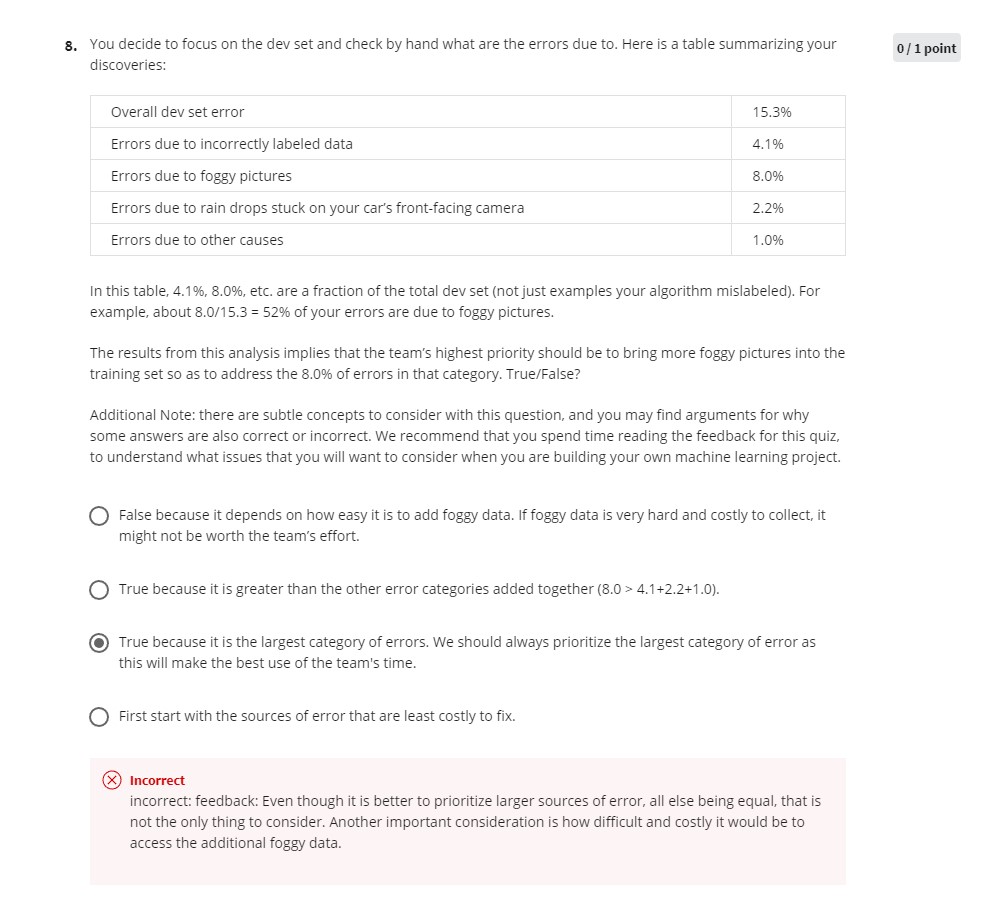 8. You decide to focus on the dev set and check by hand what are the errors due to. Here is a table summarizing your
discoveries:
0 / 1 point
Overall dev set error 15.3%
Errors due to incorrectly labeled data 4.1%
Errors due to foggy pictures 8.0%
Errors due to rain drops stuck on your car's front-facing camera 2.2%
Errors due to other causes 1.0%
In this table, 4.1%, 8.0%, etc. are a fraction of the total dev set (not just examples your algorithm mislabeled). For
example, about 8.0/15.3 = 52% of your errors are due to foggy pictures.
The results from this analysis implies that the team's highest priority should be to bring more foggy pictures into the
training set so as to address the 8.0% of errors in that category. True/False?
Additional Note: there are subtle concepts to consider with this question, and you may find arguments for why
some answers are also correct or incorrect. We recommend that you spend time reading the feedback for this quiz,
to understand what issues that you will want to consider when you are building your own machine learning project.
False because it depends on how easy it is to add foggy data. If foggy data is very hard and costly to collect, it
might not be worth the team's effort.
True because it is greater than the other error categories added together (8.0 > 4.1+2.2+1.0).
True because it is the largest category of errors. We should always prioritize the largest category of error as
this will make the best use of the team's time.
First start with the sources of error that are least costly to fix.
Incorrect
incorrect: feedback: Even though it is better to prioritize larger sources of error, all else being equal, that is
not the only thing to consider. Another important consideration is how difficult and costly it would be to
access the additional foggy data.